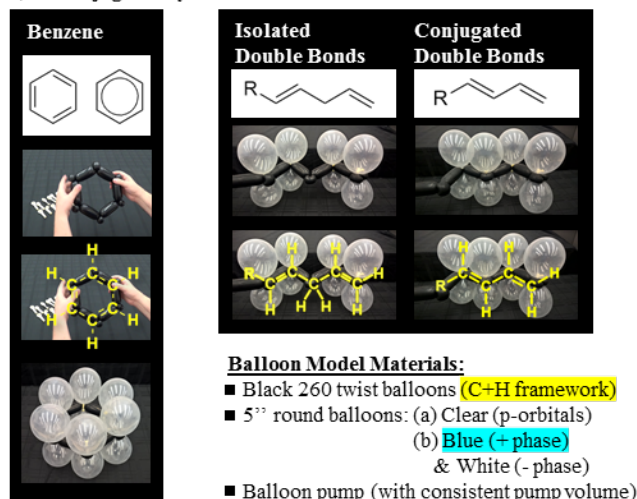 Benzene
Isolated
Double Bonds
Conjugated
Double Bonds
R
R
H
H
H
C
C
C
C
C
C
H
H
H
H
H
H
R
C
C
C
C
C
H
H
H
H
H
H
H
R
C
C
C
C
H
H
H
Balloon Model Materials:
■ Black 260 twist balloons (C+H framework)
■ 5’’ round balloons: (a) Clear (p-orbitals)
(b) Blue (+ phase)
& White (- phase)
■ Balloon pump (with consistent pump volume)